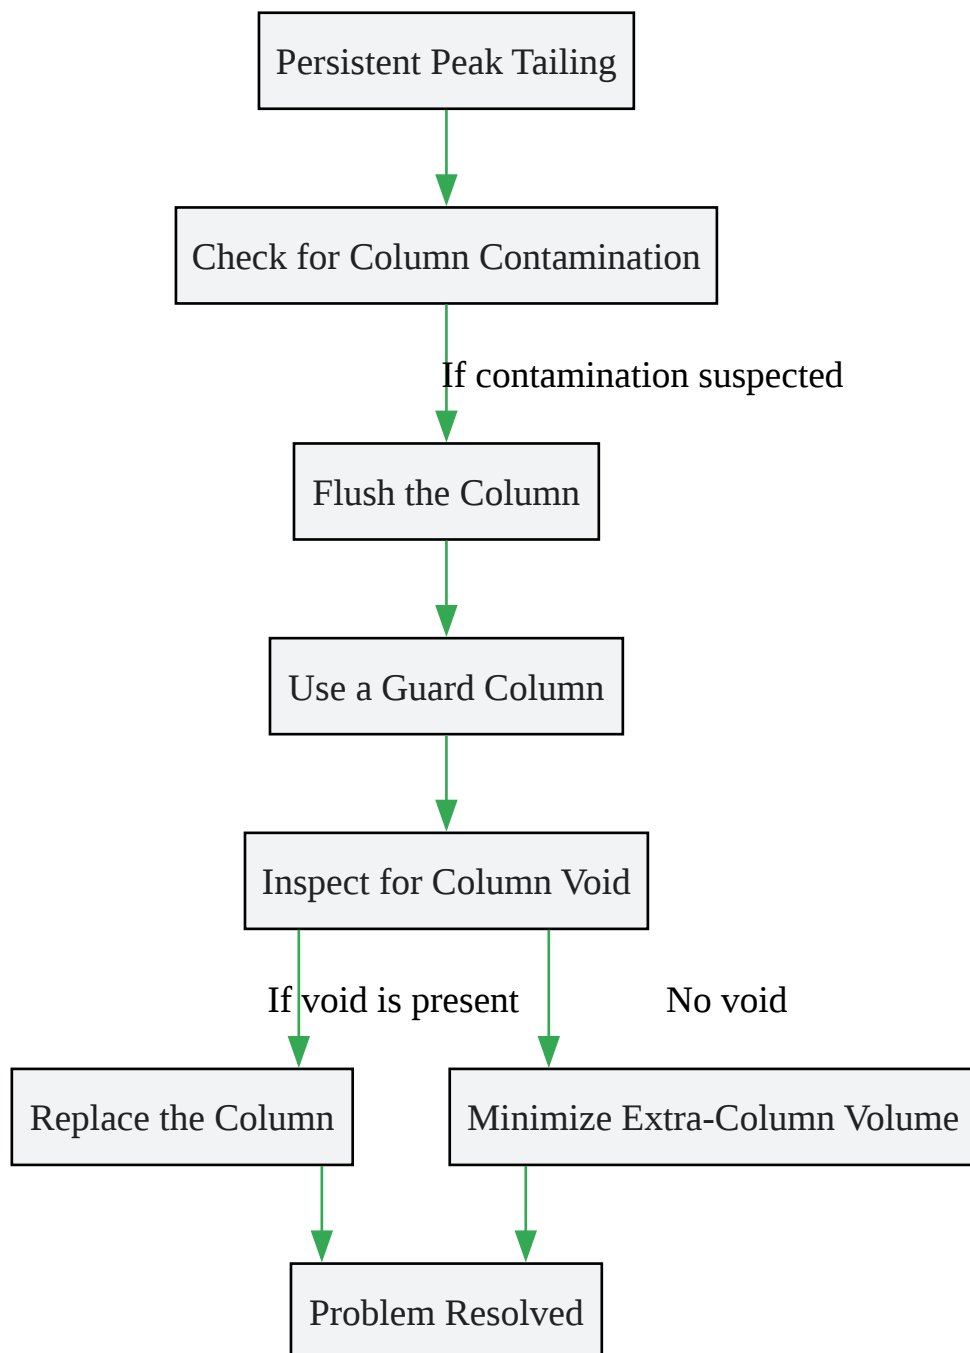 Persistent Peak Tailing
Check for Column Contamination
If contamination suspected
Flush the Column
Use a Guard Column
Inspect for Column Void
If void is present
No void
Replace the Column
Minimize Extra-Column Volume
Problem Resolved